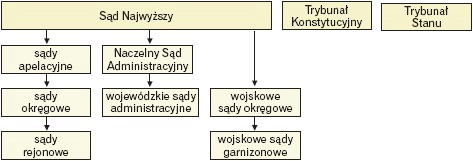 Sąd Najwyższy
Trybunał
Konstytucyjny
Trybunał
Stanu
sądy
apelacyjne
Naczelny Sąd
Administracyjny
sądy
okręgowe
wojewódzkie sądy
administracyjne
wojskowe
sądy okręgowe
sądy
rejonowe
wojskowe sądy
garnizonowe